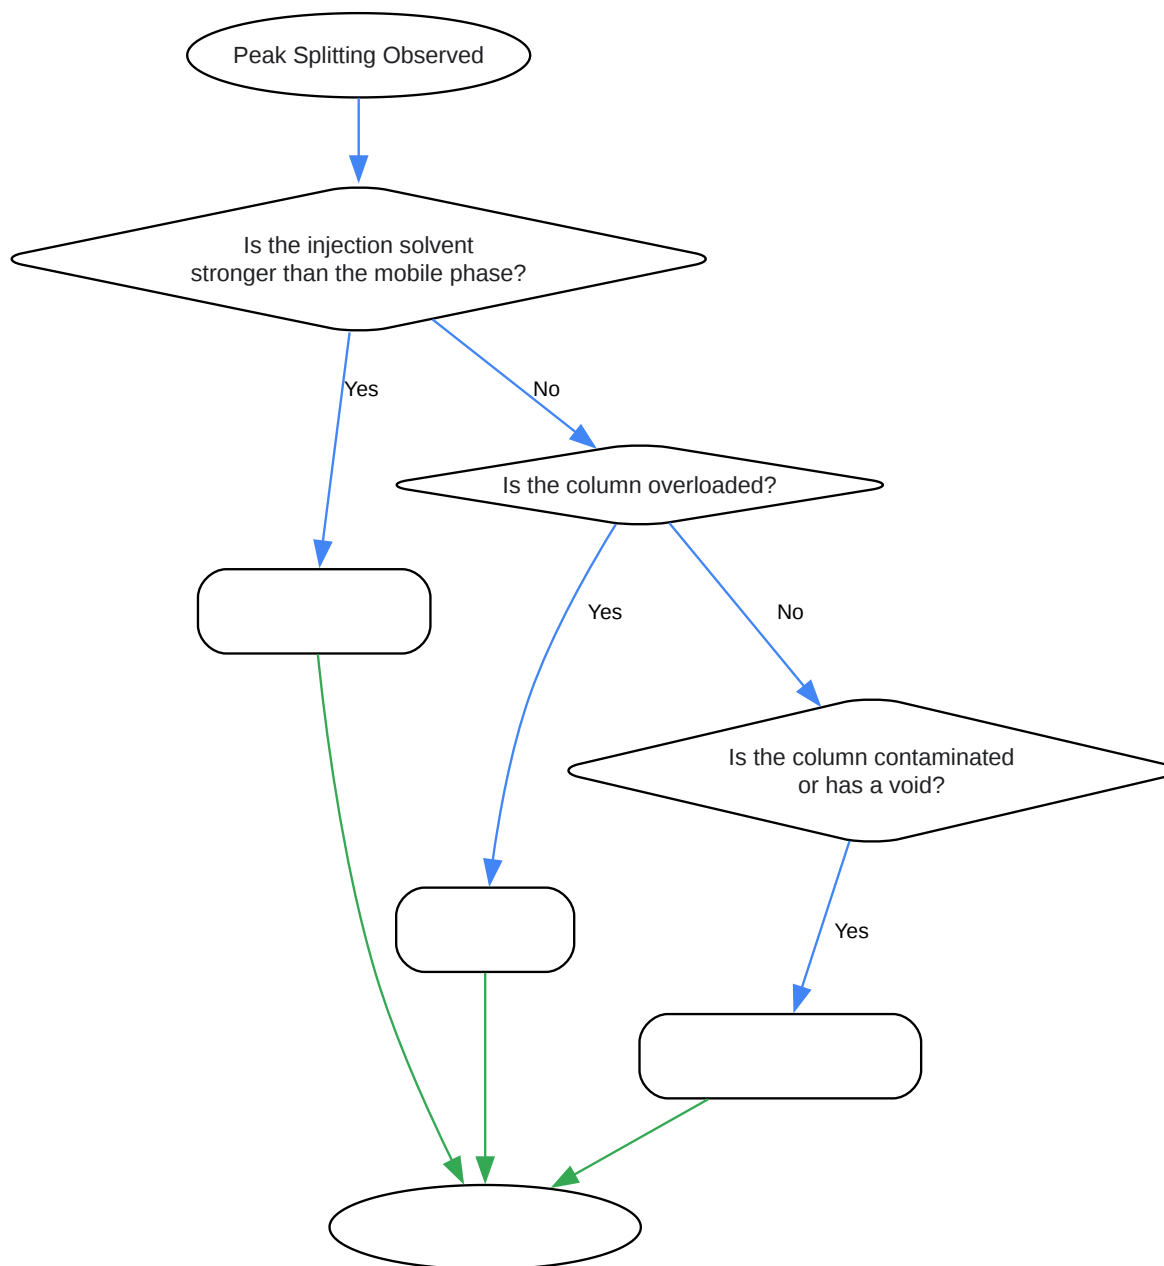 Peak Splitting Observed
Is the injection solvent
stronger than the mobile phase?
Yes
No
Is the column overloaded?
Yes
No
Is the column contaminated
or has a void?
Yes